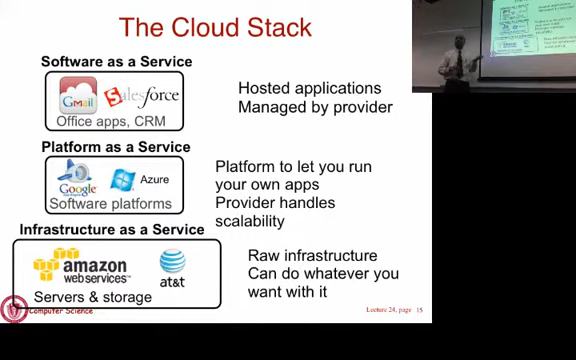 The Cloud Stack
Software as a Service
Gmail
Salesforce
Office apps, CRM
Hosted applications
Managed by provider
Platform as a Service
Google
Azure
Software platforms
Platform to let you run
your own apps
Provider handles
scalability
Infrastructure as a Service
amazon
webservices™
at&t
Servers & storage
Raw infrastructure
Can do whatever you
want with it
Computer Science
Lecture 24, page 15